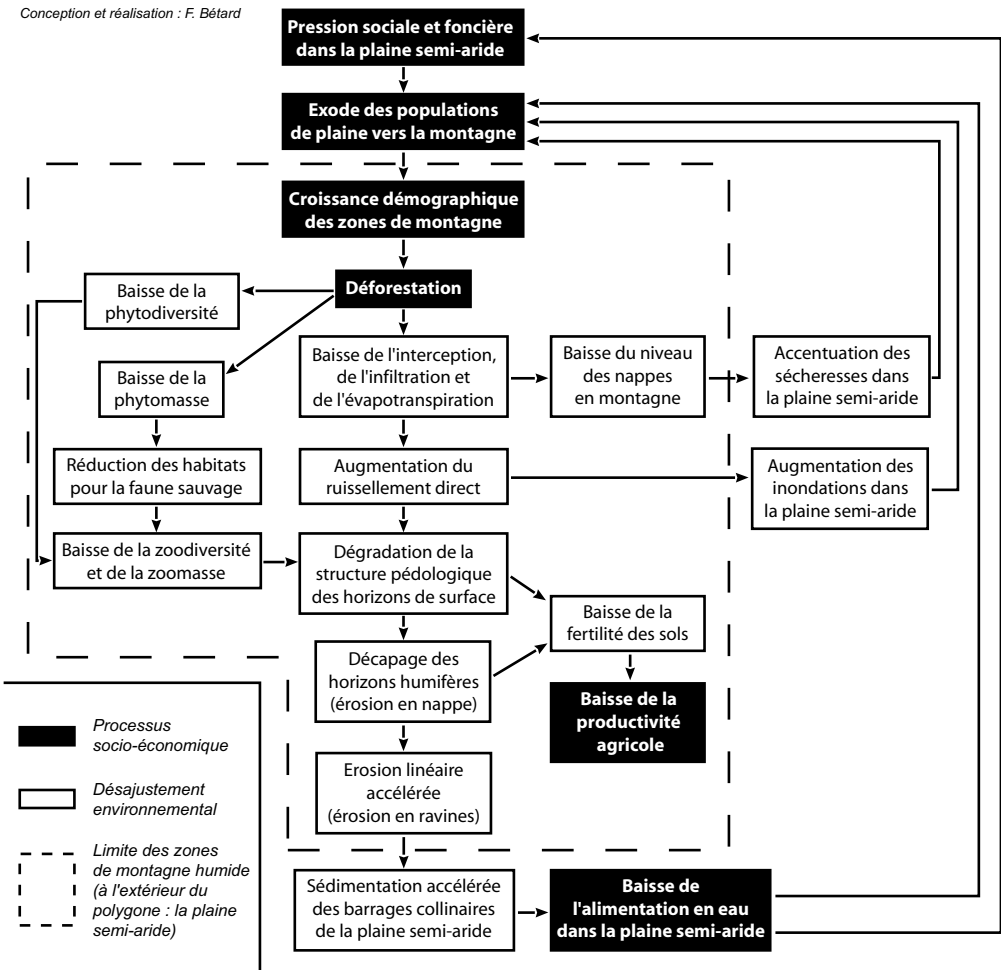 Conception et réalisation : F. Bétard
Pression sociale et foncière
dans la plaine semi-aride
Exode des populations
de plaine vers la montagne
Croissance démographique
des zones de montagne
Déforestation
Baisse de la
phytodiversité
Baisse de la
phytomasse
Baisse de l'interception,
de l'infiltration et
de l'évapotranspiration
Baisse du niveau
des nappes
en montagne
Accentuation des
sécheresses dans
la plaine semi-aride
Réduction des habitats
pour la faune sauvage
Augmentation du
ruissellement direct
Augmentation des
inondations dans
la plaine semi-aride
Baisse de la zoodiversité
et de la zoomasse
Dégradation de la
structure pédologique
des horizons de surface
Baisse de la
fertilité des sols
Décapage des
horizons humifères
(érosion en nappe)
Baisse de la
productivité
agricole
Erosion linéaire
accélérée
(érosion en ravines)
Sédimentation accélérée
des barrages collinaires
de la plaine semi-aride
Baisse de
l'alimentation en eau
dans la plaine semi-aride
Processus
socio-économique
Désajustement
environnemental
Limite des zones
de montagne humide
(à l'extérieur du
polygone : la plaine
semi-aride)